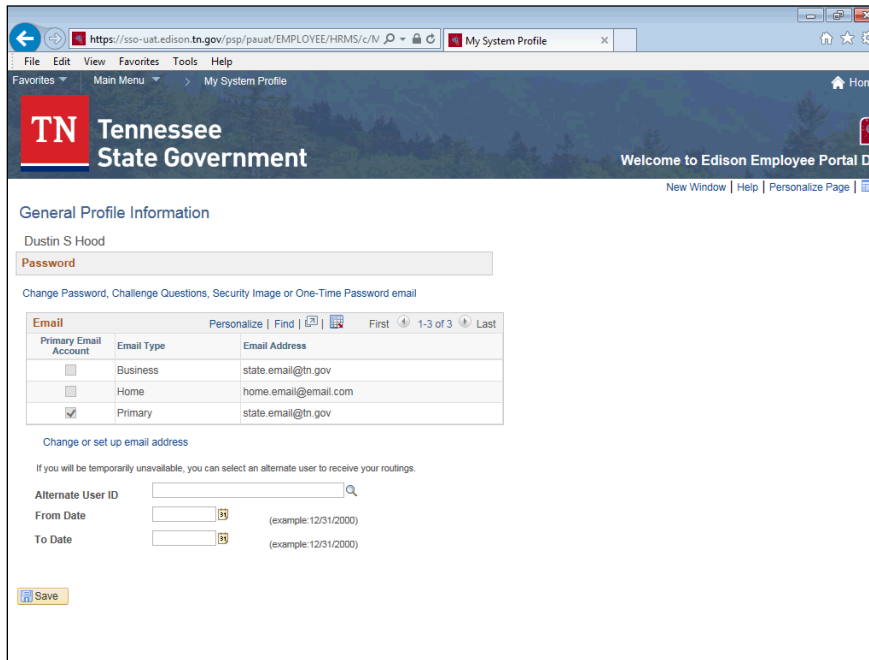 https://sso-uat.edison.tn.gov/psp/pauat/EMPLOYEE/HRMS/c/M My System Profile
File Edit View Favorites Tools Help
Favorites Main Menu > My System Profile Hom
TN Tennessee
State Government
Welcome to Edison Employee Portal D
New Window | Help | Personalize Page |
General Profile Information
Dustin S Hood
Password
Change Password, Challenge Questions, Security Image or One-Time Password email
Email Personalize | Find | | First 1-3 of 3 Last
Primary Email Account Email Type Email Address
Business state.email@tn.gov
Home home.email@email.com
Primary state.email@tn.gov
Change or set up email address
If you will be temporarily unavailable, you can select an alternate user to receive your routings.
Alternate User ID
From Date 31 (example:12/31/2000)
To Date 31 (example:12/31/2000)
Save